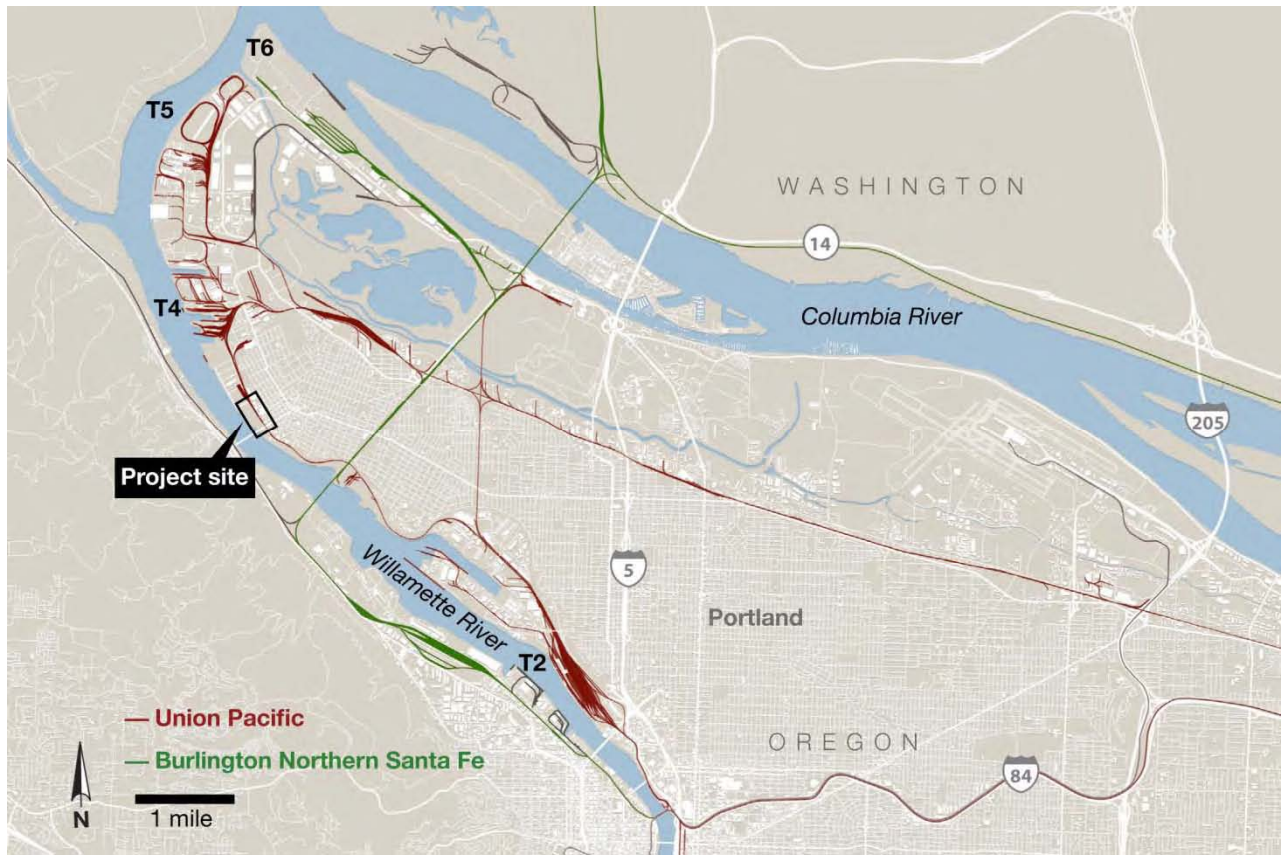 T6
T5
WASHINGTON
14
Columbia River
T4
205
Project site
Willamette River
5
Portland
T2
— Union Pacific
— Burlington Northern Santa Fe
OREGON
84
N
1 mile